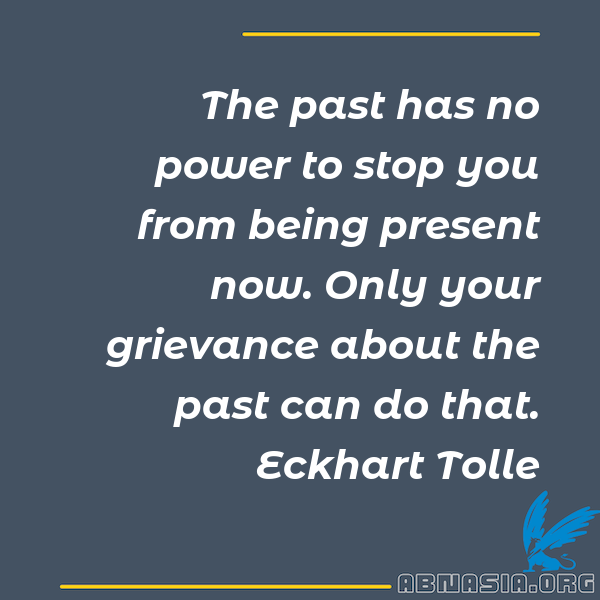 The past has no
power to stop you
from being present
now. Only your
grievance about the
past can do that.
Eckhart Tolle
ABNASIA.ORG